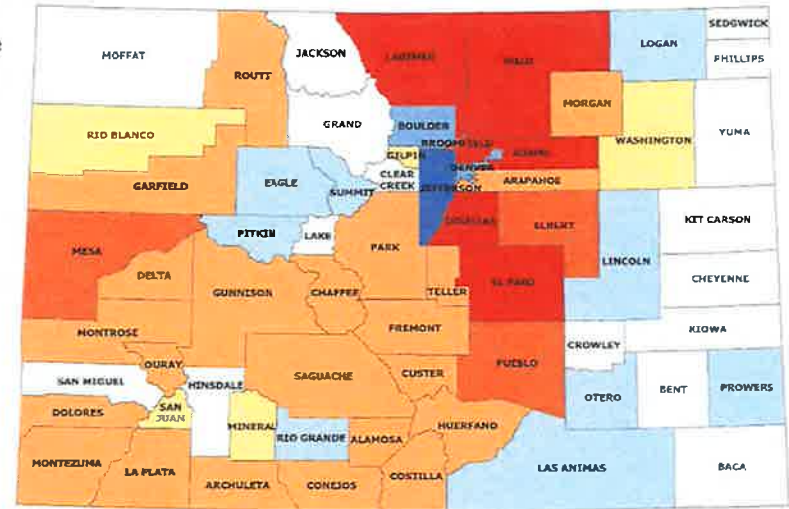 SEDGWICK
LOGAN
MOFFAT
JACKSON
LARIMER
WELD
PHILLIPS
ROUTT
MORGAN
GRAND
BOULDER
RIO BLANCO
BROOMFIELD
WASHINGTON
YUMA
GILPIN
ADAMS
DENVER
CLEAR
CREEK
EAGLE
GARFIELD
SUMMIT
JEFFERSON
ARAPAHOE
DOUGLAS
ELBERT
KIT CARSON
PITKIN
LAKE
PARK
MESA
LINCOLN
DELTA
CHEYENNE
GUNNISON
CHAFFEE
TELLER
EL PASO
MONTROSE
FREMONT
KIOWA
CROWLEY
OURAY
PUEBLO
SAN MIGUEL
HINSDALE
SAGUACHE
CUSTER
OTERO
BENT
PROWERS
DOLORES
SAN
JUAN
MINERAL
RIO GRANDE
ALAMOSA
HUERFANO
MONTEZUMA
LA PLATA
ARCHULETA
CONEJOS
COSTILLA
LAS ANIMAS
BACA